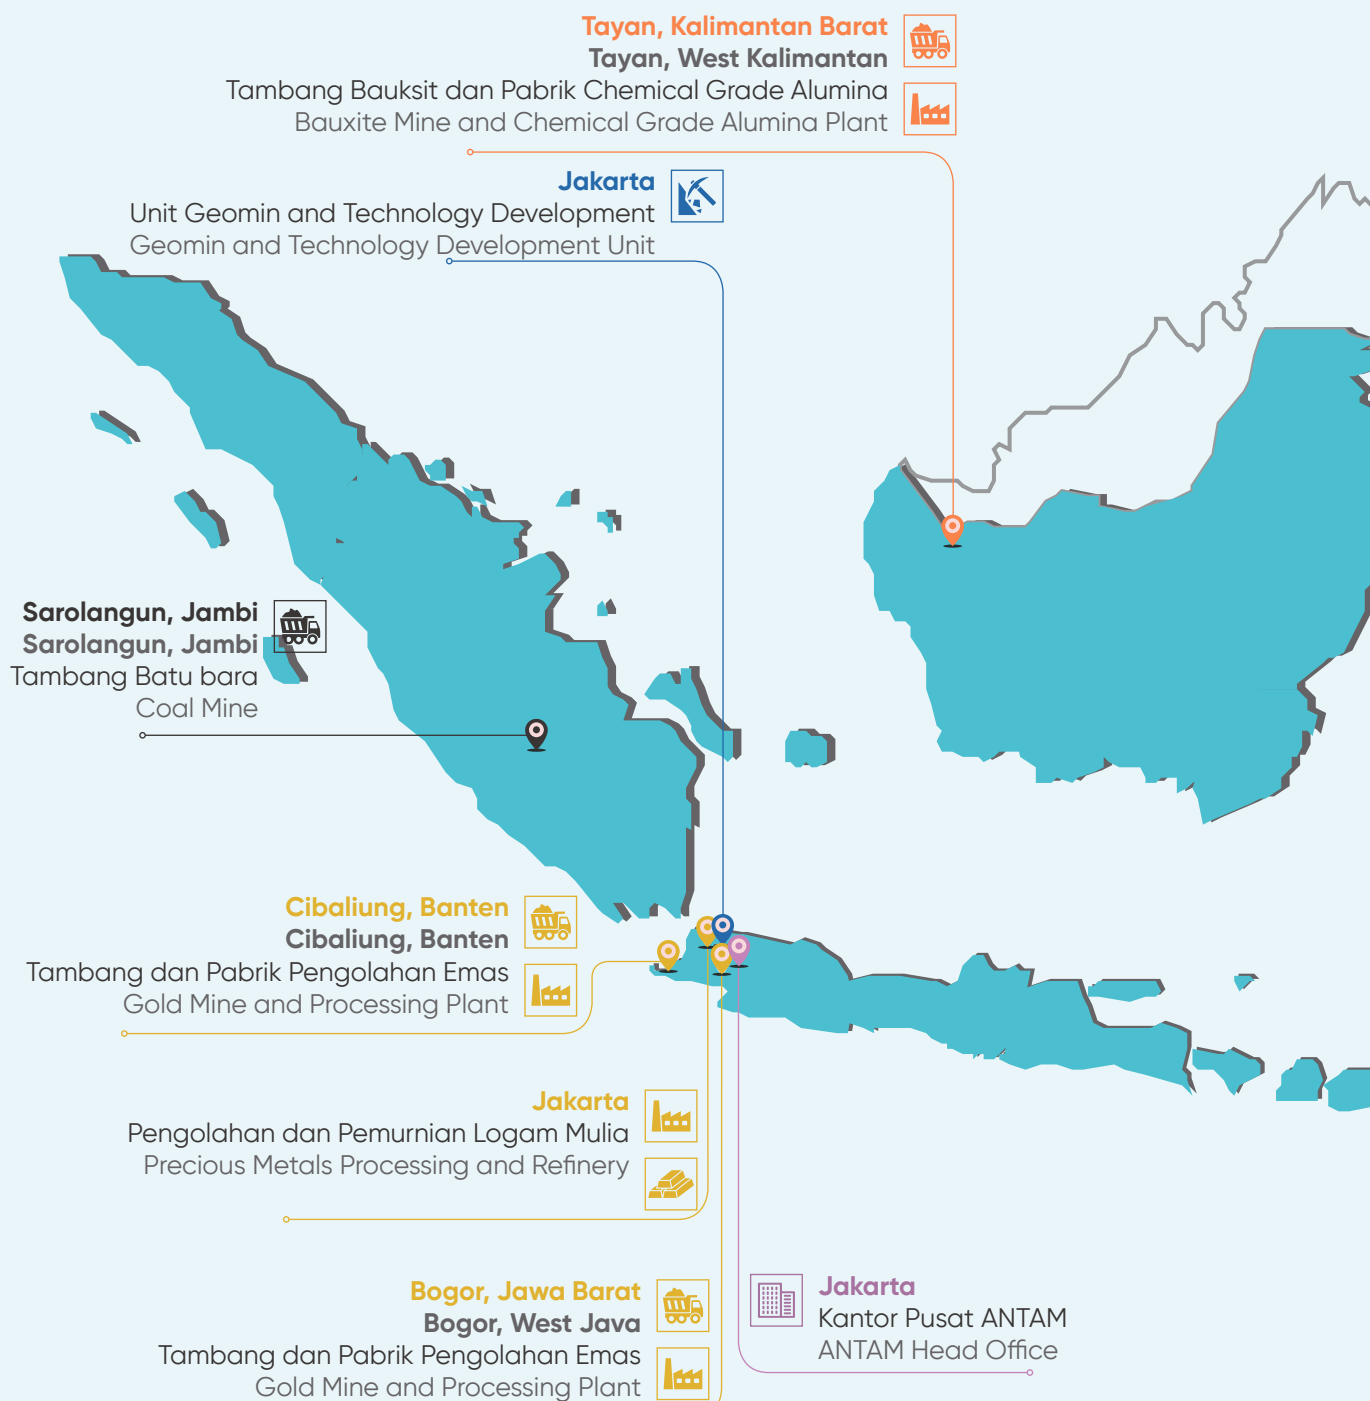 Tayan, Kalimantan Barat
Tayan, West Kalimantan
Tambang Bauksit dan Pabrik Chemical Grade Alumina
Bauxite Mine and Chemical Grade Alumina Plant
Jakarta
Unit Geomin and Technology Development
Geomin and Technology Development Unit
Sarolangun, Jambi
Sarolangun, Jambi
Tambang Batu bara
Coal Mine
Cibaliung, Banten
Cibaliung, Banten
Tambang dan Pabrik Pengolahan Emas
Gold Mine and Processing Plant
Jakarta
Pengolahan dan Pemurnian Logam Mulia
Precious Metals Processing and Refinery
Bogor, Jawa Barat
Bogor, West Java
Tambang dan Pabrik Pengolahan Emas
Gold Mine and Processing Plant
Jakarta
Kantor Pusat ANTAM
ANTAM Head Office